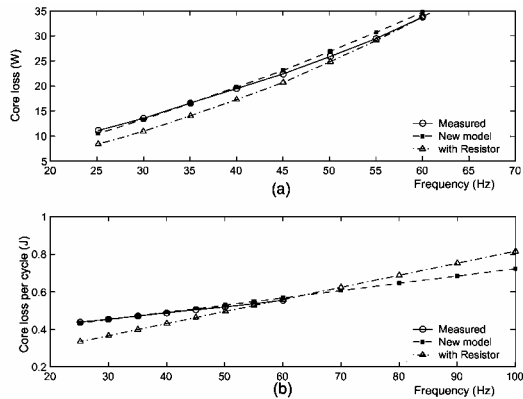 35
30
25
20
15
10
5
Core loss (W)
Measured
New model
with Resistor
20 25 30 35 40 45 50 55 60 65 70
(a)
Frequency (Hz)
1
0.8
0.6
0.4
0.2
Core loss per cycle (J)
Measured
New model
with Resistor
20 30 40 50 60 70 80 90 100
(b)
Frequency (Hz)